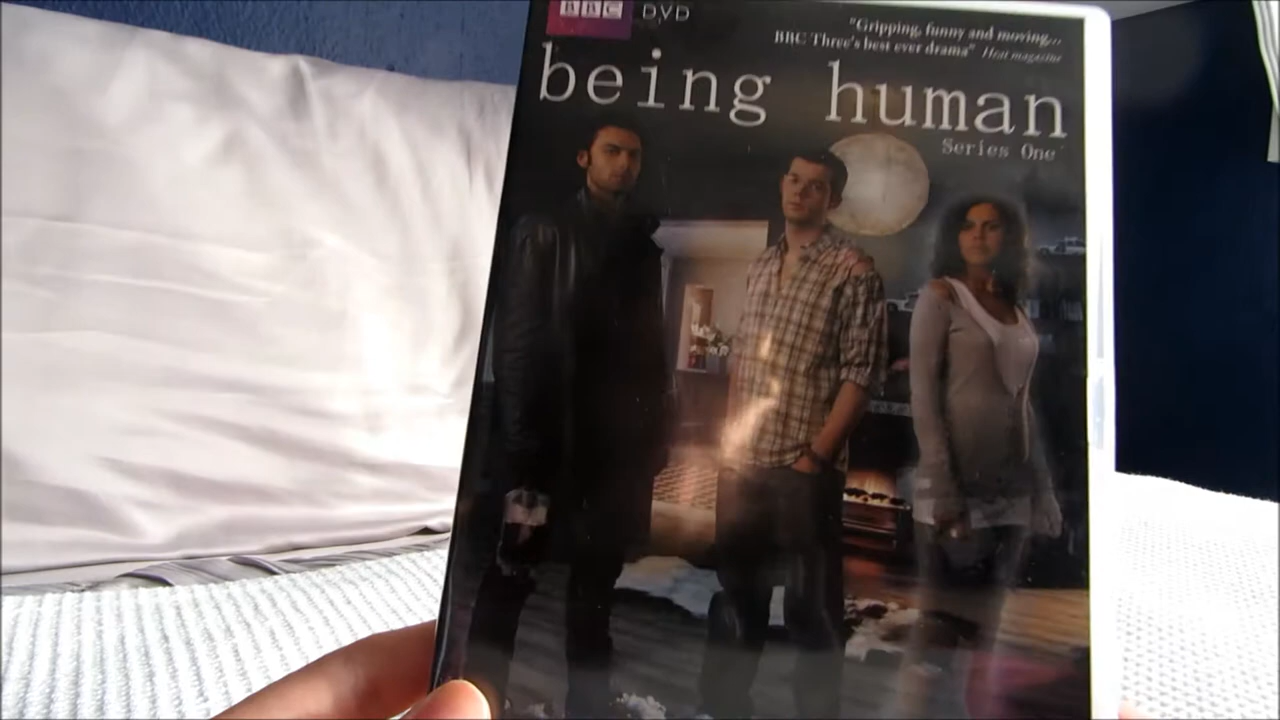 BBC DVD
"Gripping, funny and moving...
BBC Three's best ever drama" Heat magazine
being human
Series One